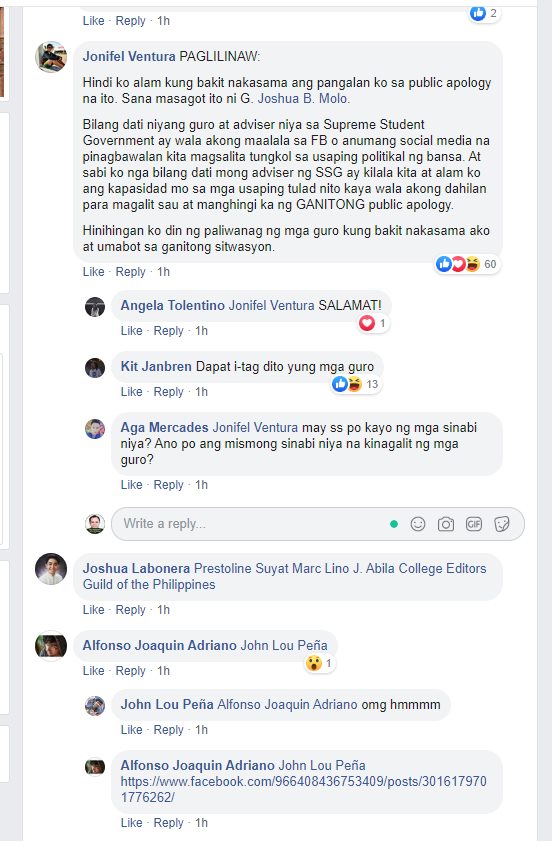 2
Like · Reply · 1h
Jonifel Ventura PAGLILINAW:
Hindi ko alam kung bakit nakasama ang pangalan ko sa public apology
na ito. Sana masagot ito ni G. Joshua B. Molo.
Bilang dati niyang guro at adviser niya sa Supreme Student
Government ay wala akong maalala sa FB o anumang social media na
pinagbawalan kita magsalita tungkol sa usaping politikal ng bansa. At
sabi ko nga bilang dati mong adviser ng SSG ay kilala kita at alam ko
ang kapasidad mo sa mga usaping tulad nito kaya wala akong dahilan
para magalit sau at manghingi ka ng GANITONG public apology.
Hinihingan ko din ng paliwanag ng mga guro kung bakit nakasama ako
at umabot sa ganitong sitwasyon.
60
Like · Reply · 1h
Angela Tolentino Jonifel Ventura SALAMAT!
1
Like · Reply · 1h
Kit Janbren Dapat i-tag dito yung mga guro
13
Like · Reply · 1h
Aga Mercades Jonifel Ventura may ss po kayo ng mga sinabi
niya? Ano po ang mismong sinabi niya na kinagalit ng mga
guro?
Like · Reply · 1h
Write a reply...
GIF
Joshua Labonera Prestoline Suyat Marc Lino J. Abila College Editors
Guild of the Philippines
Like · Reply · 1h
Alfonso Joaquin Adriano John Lou Peña
1
Like · Reply · 1h
John Lou Peña Alfonso Joaquin Adriano omg hmmmm
Like · Reply · 1h
Alfonso Joaquin Adriano John Lou Peña
https://www.facebook.com/966408436753409/posts/301617970
1776262/
Like · Reply · 1h